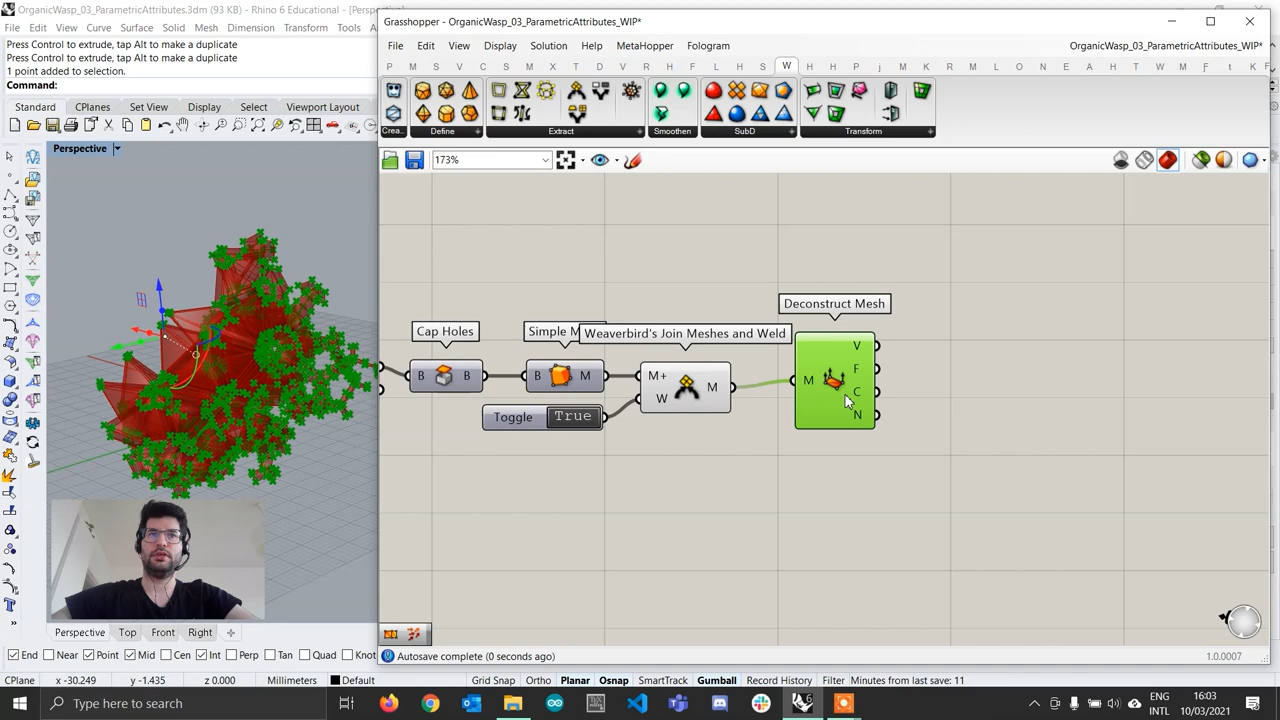 OrganicWasp_03_ParametricAttributes.3dm (93 KB) - Rhino 6 Educational
File Edit View Curve Surface Solid Mesh Dimension Transform Tools
Press Control to extrude, tap Alt to make a duplicate
Press Control to extrude, tap Alt to make a duplicate
1 point added to selection.
Command:
Standard CPlanes Set View Display Select Viewport Layout
Perspective
Grasshopper - OrganicWasp_03_ParametricAttributes_WIP*
File Edit View Display Solution Help MetaHopper Fologram OrganicWasp_03_ParametricAttributes_WIP*
P M S V C S M X T D W H H P j M U K L H F P S T B V C E D A P r t K F
Crea... Define Extract Smoothen SubD Transform
173%
Deconstruct Mesh
Cap Holes Simple M Weaverbird's Join Meshes and Weld
B B B M M+ W M M V F C N
Toggle True
Autosave complete (0 seconds ago) 1.0.0007
Perspective Top Front Right
End Near Point Mid Cen Int Perp Tan Quad Knot
CPlane x -30.249 y -1.435 z 0.000 Millimeters Default Grid Snap Ortho Planar Osnap SmartTrack Gumball Record History Filter Minutes from last save: 11
Type here to search
ENG
INTL
16:03
10/03/2021